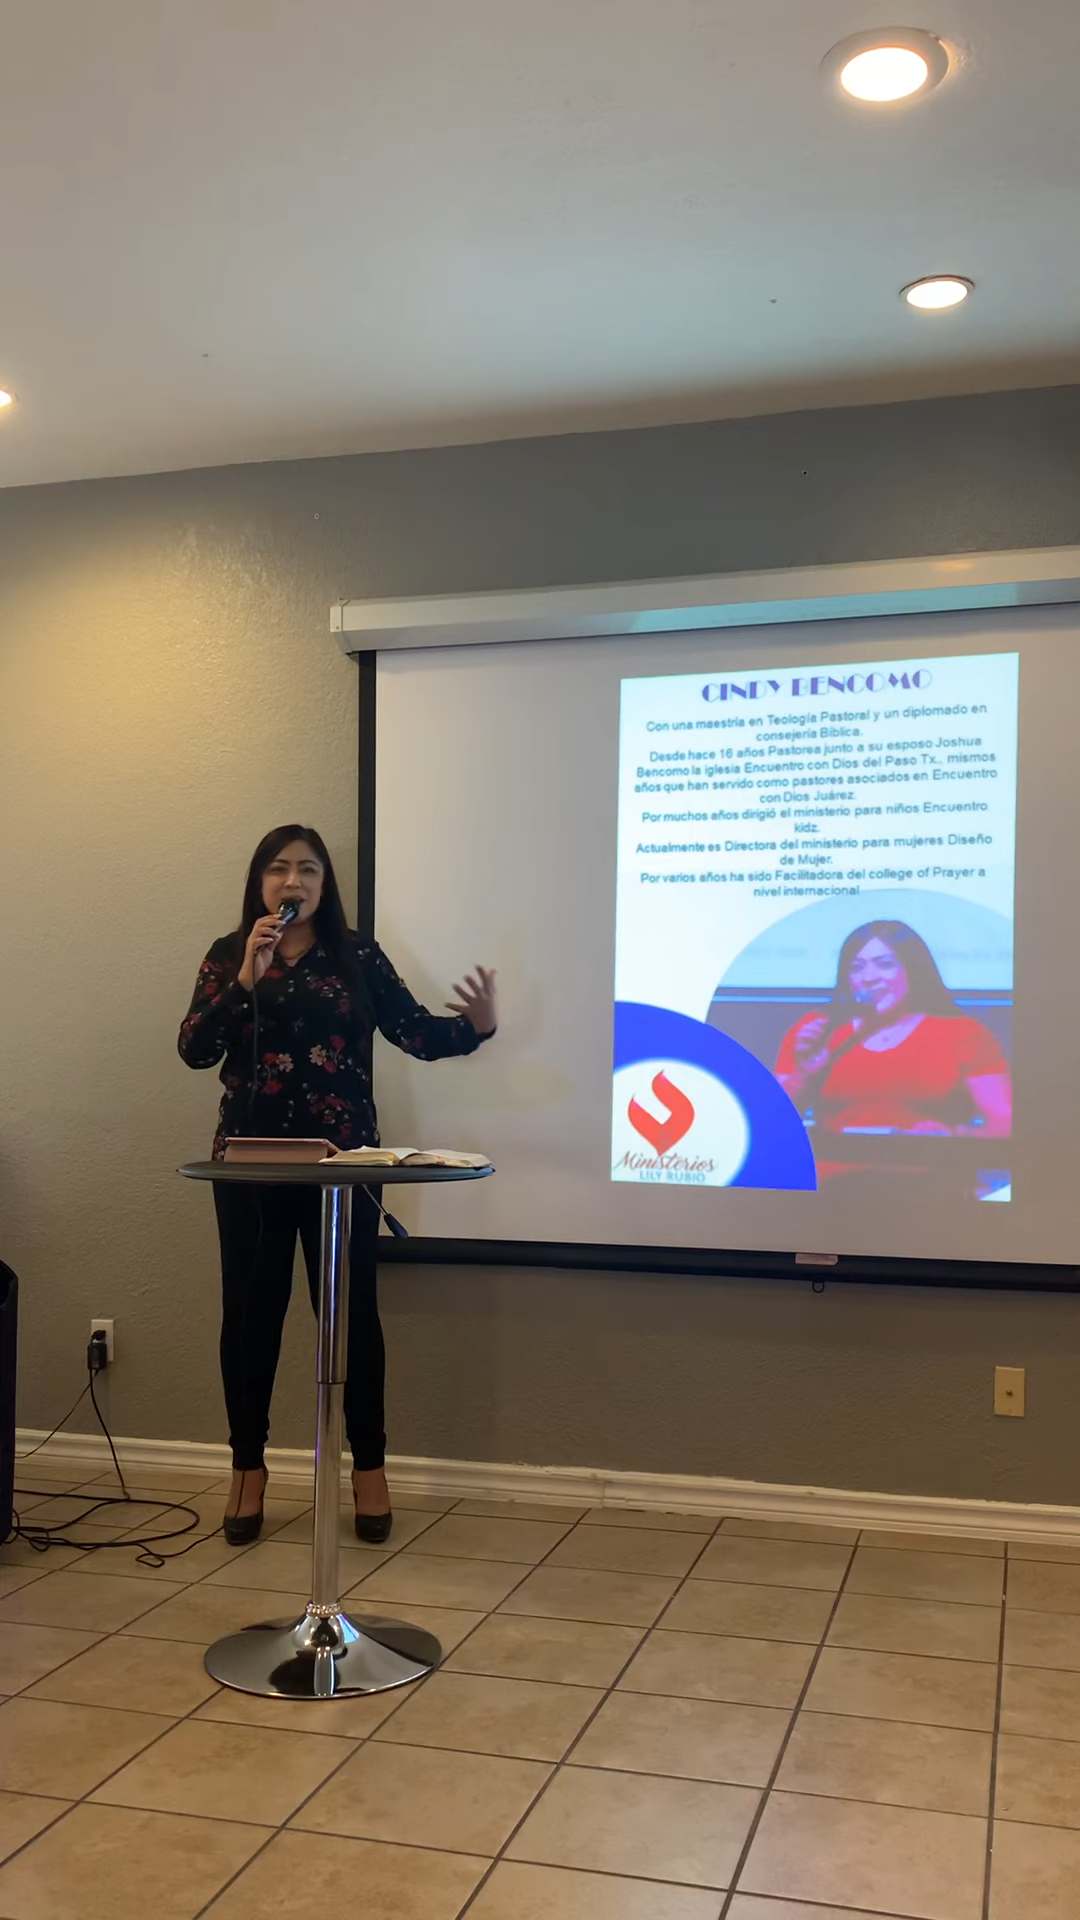 CINDY BENCOMO
Con una maestría en Teología Pastoral y un diplomado en
consejería Bíblica.
Desde hace 16 años Pastorea junto a su esposo Joshua
Bencomo la iglesia Encuentro con Dios del Paso Tx., mismos
años que han servido como pastores asociados en Encuentro
con Dios Juárez.
Por muchos años dirigió el ministerio para niños Encuentro
kidz.
Actualmente es Directora del ministerio para mujeres Diseño
de Mujer.
Por varios años ha sido Facilitadora del college of Prayer a
nivel internacional
Ministerios
LILY RUBIO